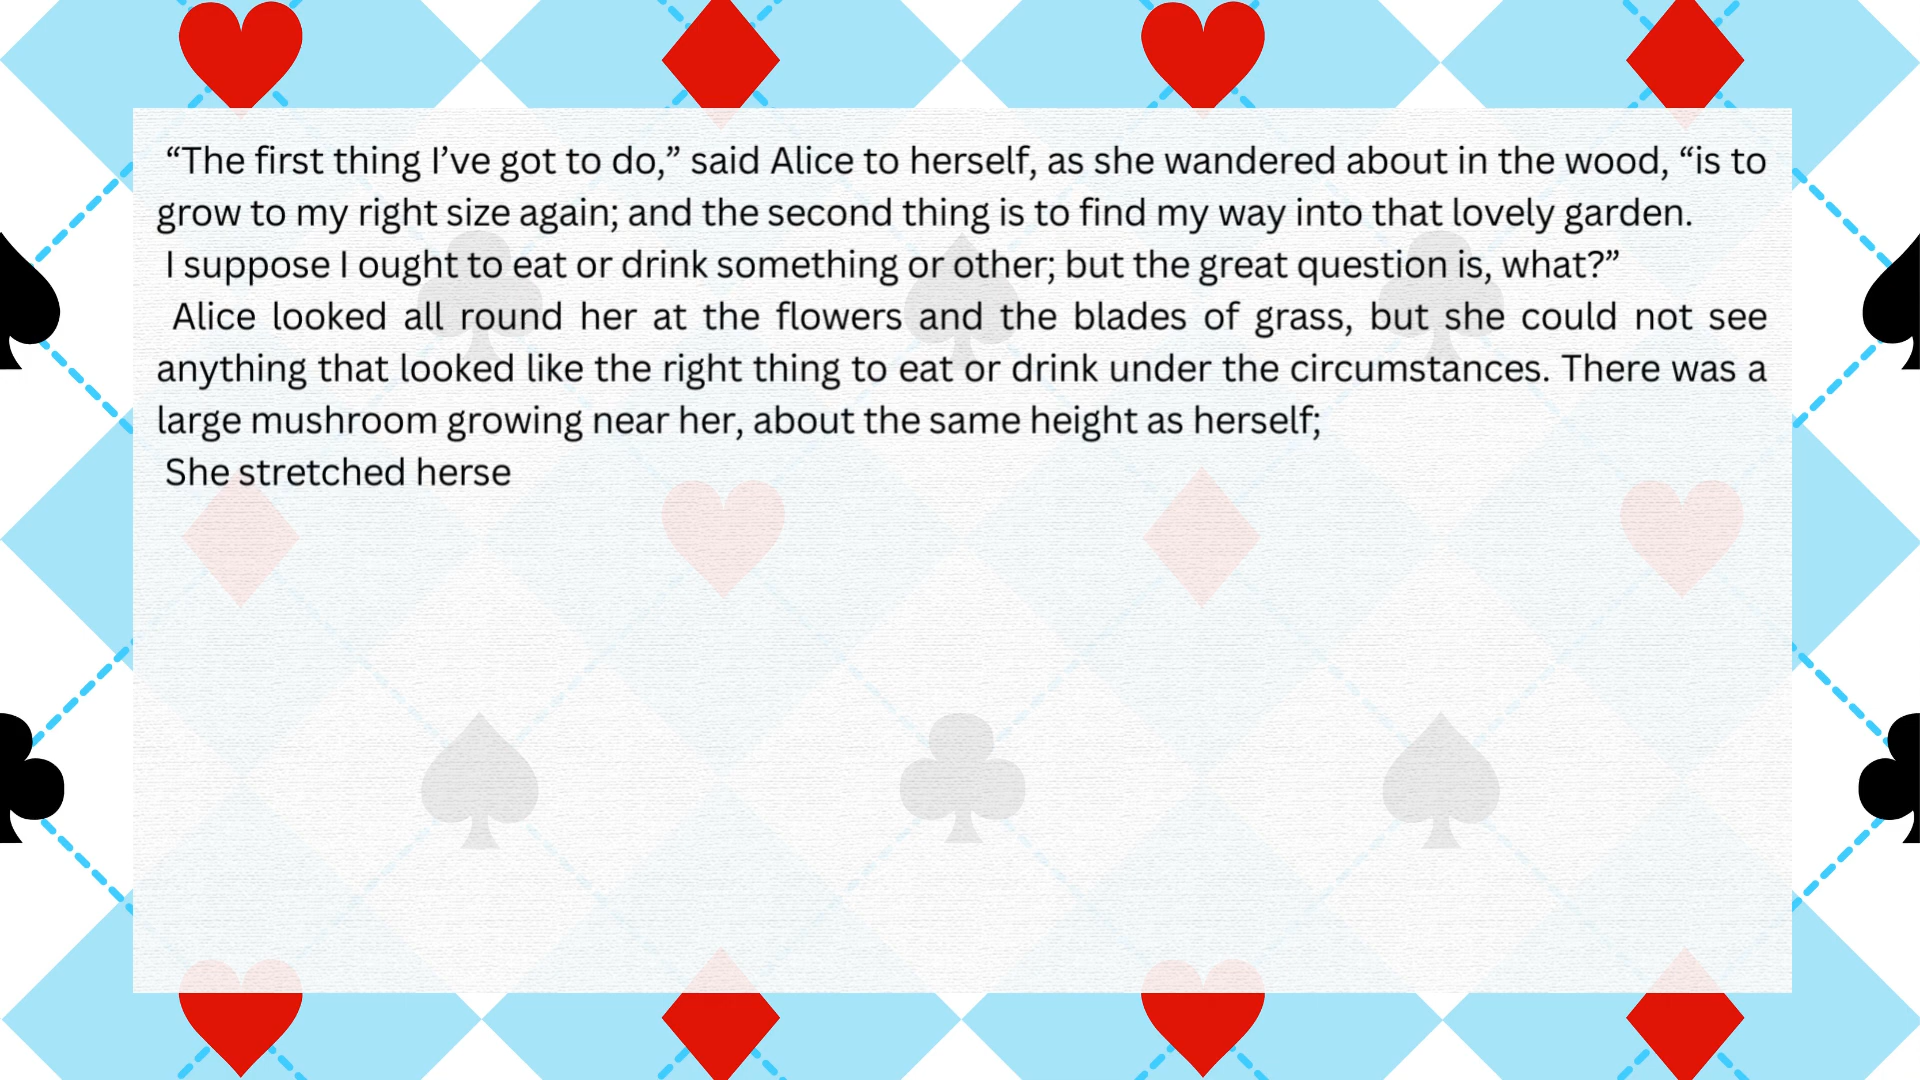 “The first thing I’ve got to do,” said Alice to herself, as she wandered about in the wood, “is to
grow to my right size again; and the second thing is to find my way into that lovely garden.
I suppose I ought to eat or drink something or other; but the great question is, what?”
Alice looked all round her at the flowers and the blades of grass, but she could not see
anything that looked like the right thing to eat or drink under the circumstances. There was a
large mushroom growing near her, about the same height as herself;
She stretched herse